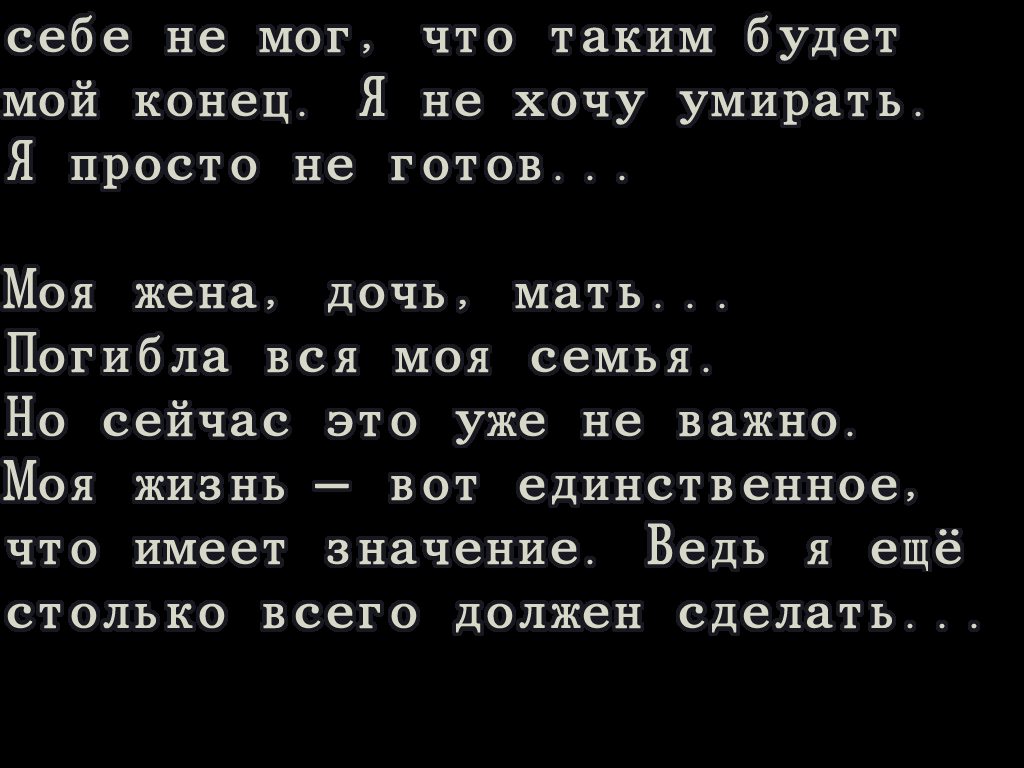 себе не мог, что таким будет
мой конец. Я не хочу умирать.
Я просто не готов...
Моя жена, дочь, мать...
Погибла вся моя семья.
Но сейчас это уже не важно.
Моя жизнь — вот единственное,
что имеет значение. Ведь я ещё
столько всего должен сделать...